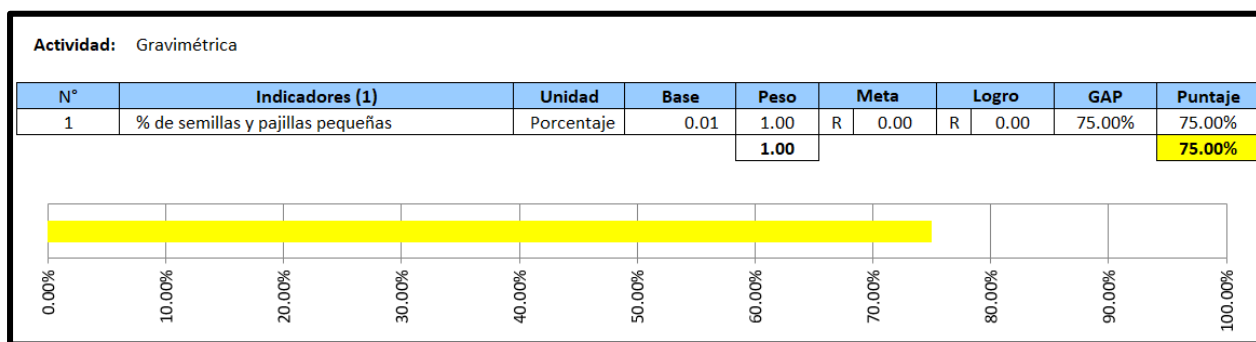 Actividad: Gravimétrica
N° Indicadores (1) Unidad Base Peso Meta Logro GAP Puntaje
1 % de semillas y pajillas pequeñas Porcentaje 0.01 1.00 R 0.00 R 0.00 75.00% 75.00%
1.00 75.00%
0.00% 10.00% 20.00% 30.00% 40.00% 50.00% 60.00% 70.00% 80.00% 90.00% 100.00%